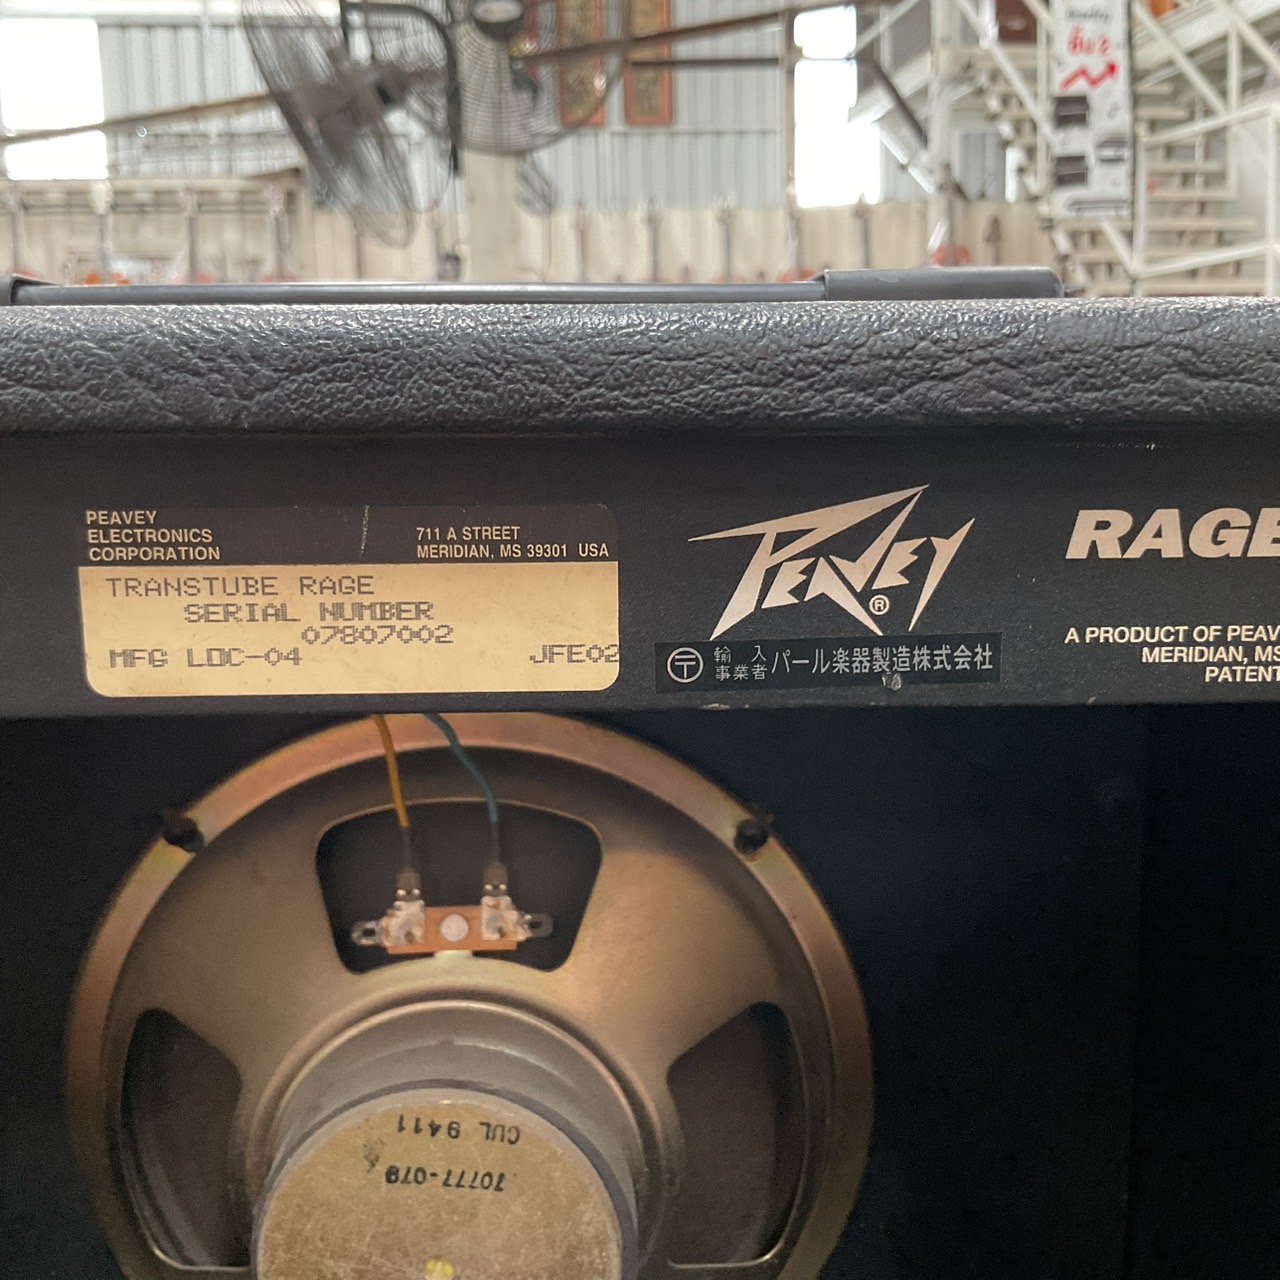 PEAVEY
ELECTRONICS
CORPORATION
711 A STREET
MERIDIAN, MS 39301 USA
TRANSTUBE RAGE
SERIAL NUMBER
07807002
MFG LOC-04
JFE02
PEAVEY®
〒 輸入
事業者 パール楽器製造株式会社
RAGE
A PRODUCT OF PEAV
MERIDIAN, MS
PATENT
CUL 9411
70777-079